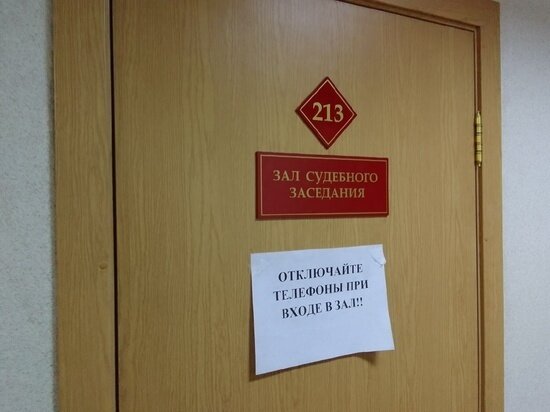 213
ЗАЛ СУДЕБНОГО
ЗАСЕДАНИЯ
ОТКЛЮЧАЙТЕ
ТЕЛЕФОНЫ ПРИ
ВХОДЕ В ЗАЛ!!